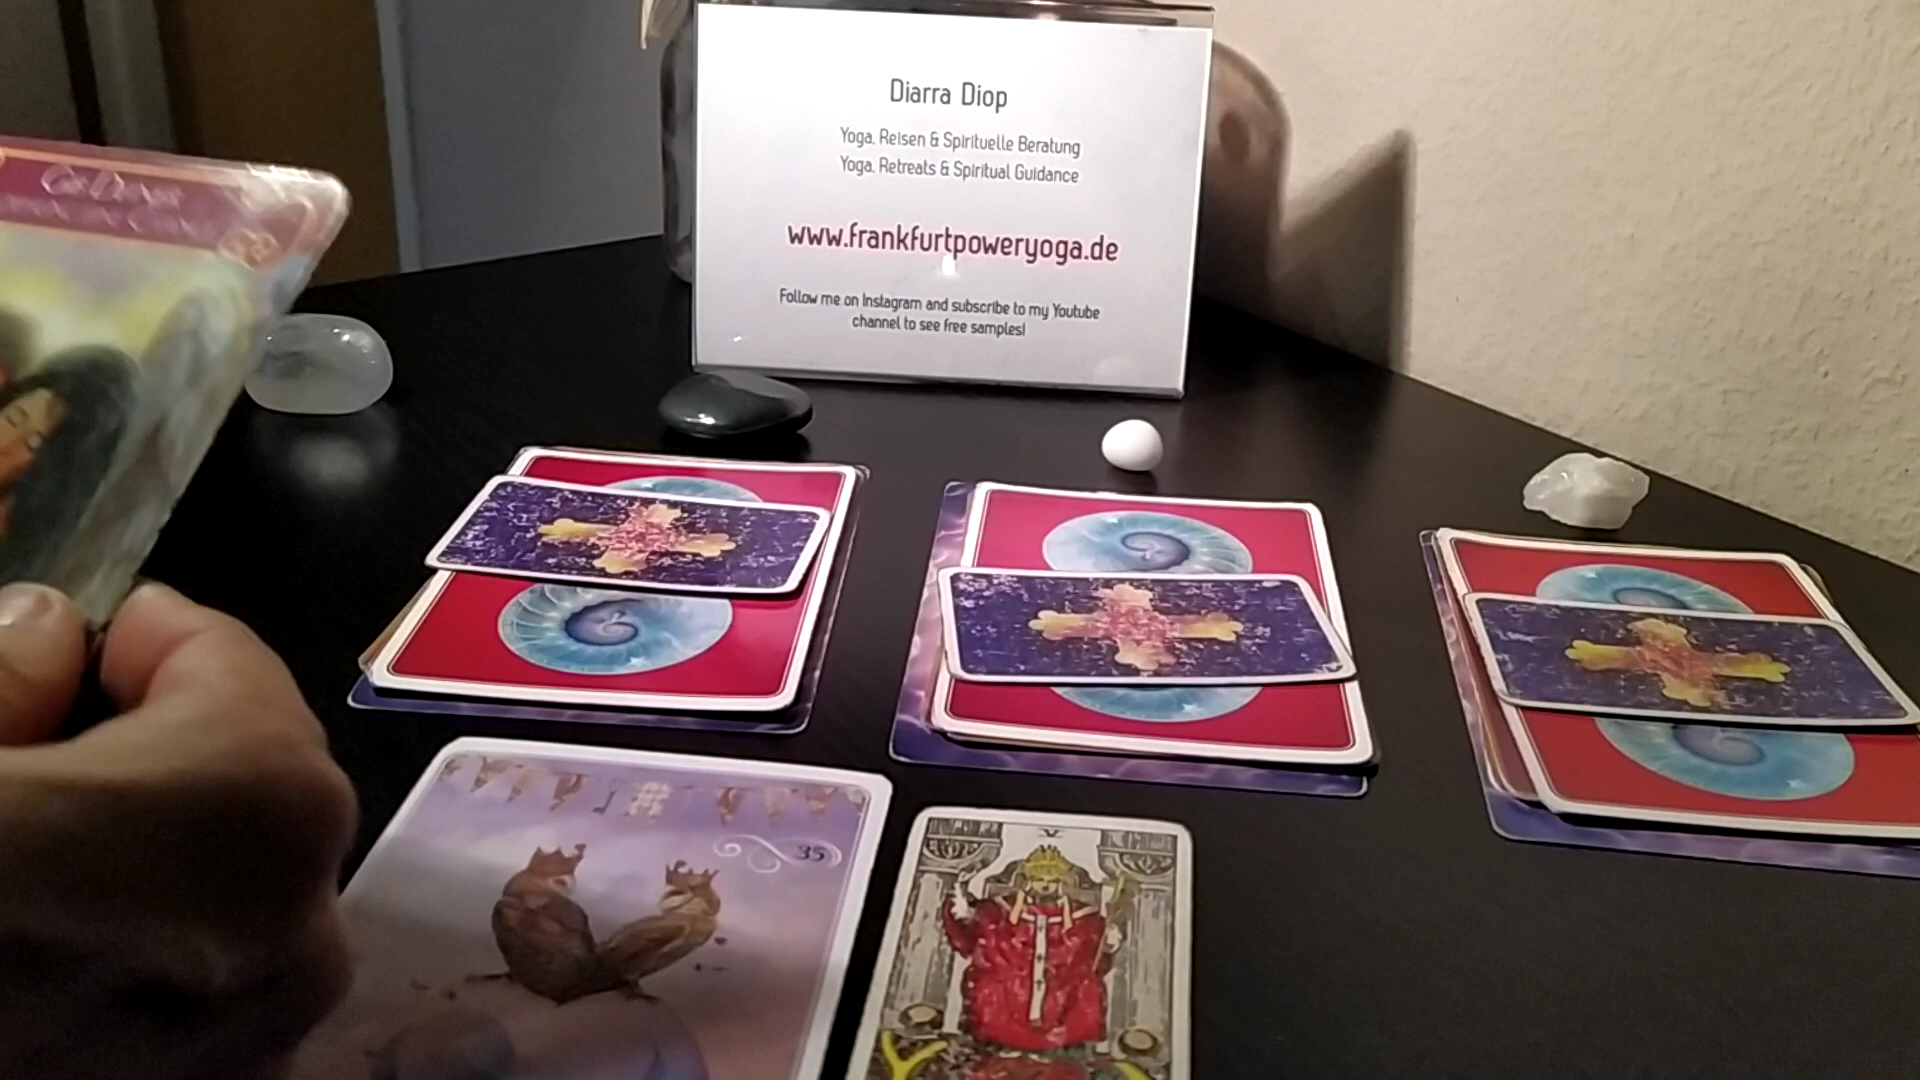 Diarra Diop
Yoga, Reisen & Spirituelle Beratung
Yoga, Retreats & Spiritual Guidance
www.frankfurtpoweryoga.de
Follow me on Instagram and subscribe to my Youtube
channel to see free samples!
35
V